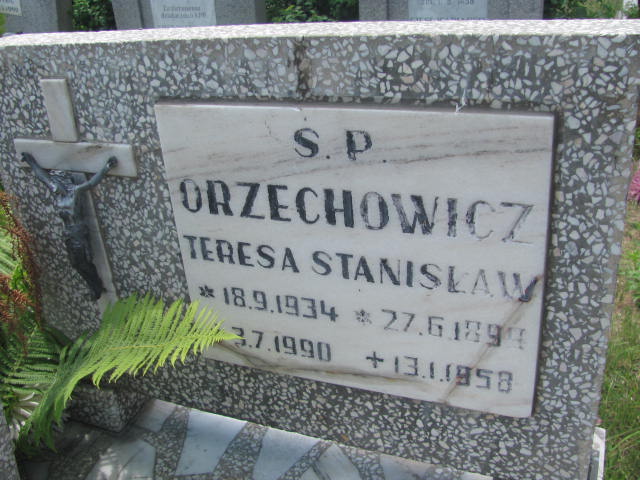 S.P.
ORZECHOWICZ
TERESA STANISŁAW
* 18.9.1934 * 27.6.1894
3.7.1990 + 13.1.1958